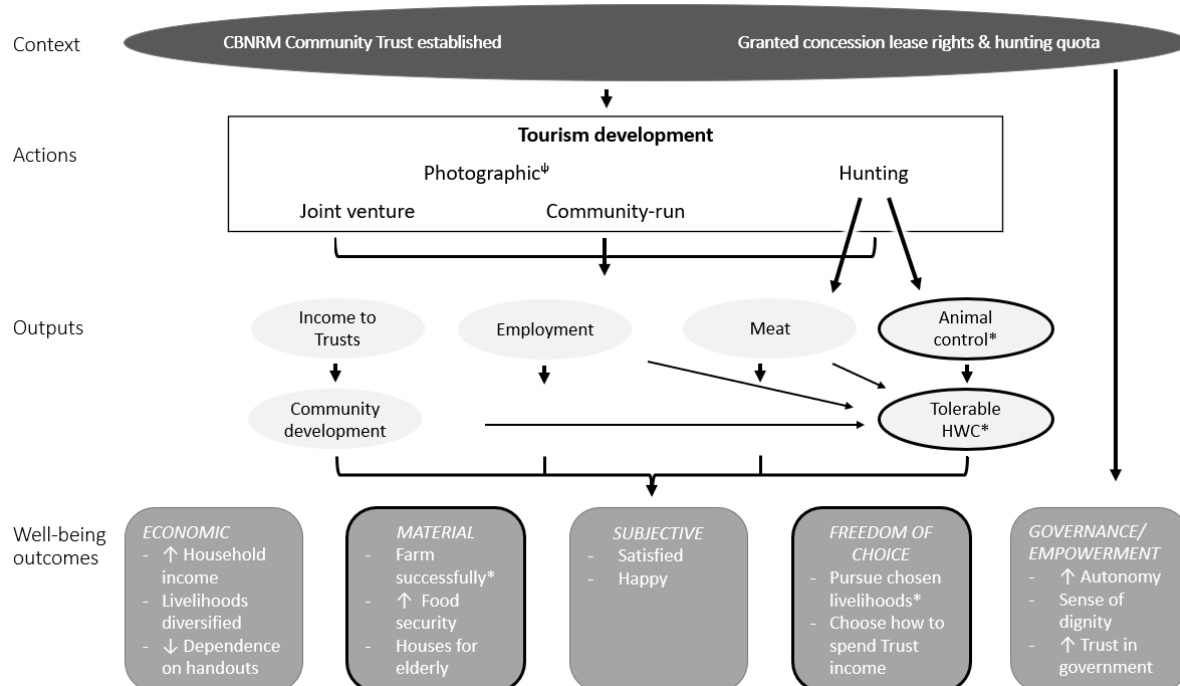 Context
CBNRM Community Trust established
Granted concession lease rights & hunting quota
Actions
Tourism development
Photographicᵠ
Hunting
Joint venture
Community-run
Outputs
Income to
Trusts
Employment
Meat
Animal
control*
Community
development
Tolerable
HWC*
Well-being
outcomes
ECONOMIC
- ↑ Household
income
- Livelihoods
diversified
- ↓ Dependence
on handouts
MATERIAL
- Farm
successfully*
- ↑ Food
security
- Houses for
elderly
SUBJECTIVE
- Satisfied
- Happy
FREEDOM OF
CHOICE
- Pursue chosen
livelihoods*
- Choose how to
spend Trust
income
GOVERNANCE/
EMPOWERMENT
- ↑ Autonomy
- Sense of
dignity
- ↑ Trust in
government